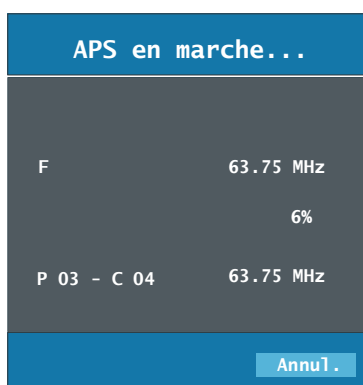 APS en marche...
F 63.75 MHz
6%
P 03 - C 04 63.75 MHz
Annul.